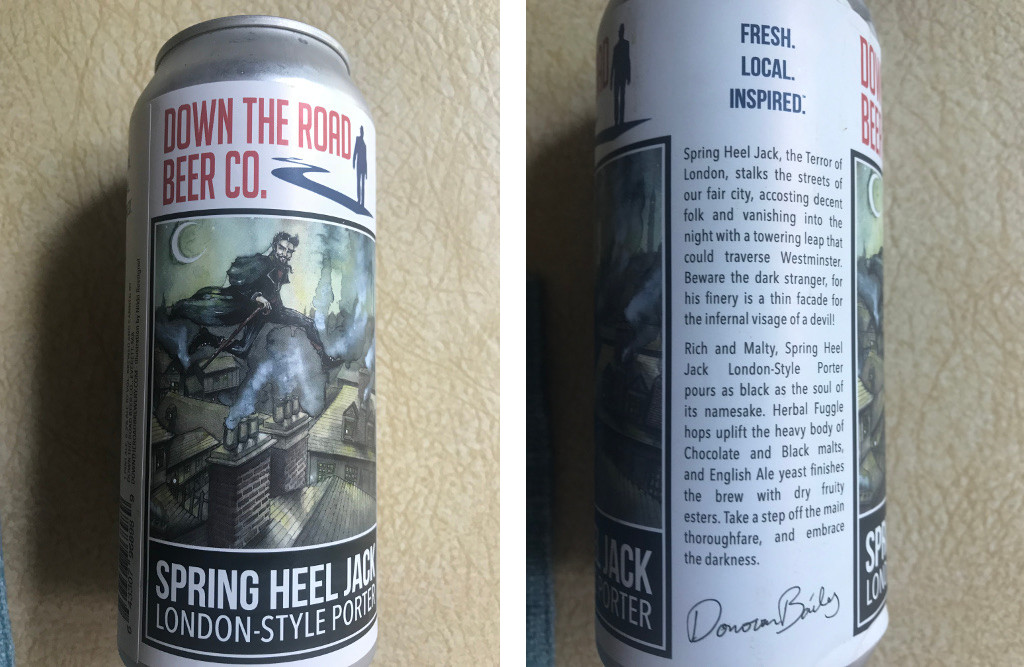 DOWN THE ROAD
BEER CO.
SPRING HEEL JACK
LONDON-STYLE PORTER
FRESH.
LOCAL.
INSPIRED.
Spring Heel Jack, the Terror of
London, stalks the streets of
our fair city, accosting decent
folk and vanishing into the
night with a towering leap that
could traverse Westminster.
Beware the dark stranger, for
his finery is a thin facade for
the infernal visage of a devil!
Rich and Malty, Spring Heel
Jack London-Style Porter
pours as black as the soul of
its namesake. Herbal Fuggle
hops uplift the heavy body of
Chocolate and Black malts,
and English Ale yeast finishes
the brew with dry fruity
esters. Take a step off the main
thoroughfare, and embrace
the darkness.
Donovan Bailey
JACK
PORTER